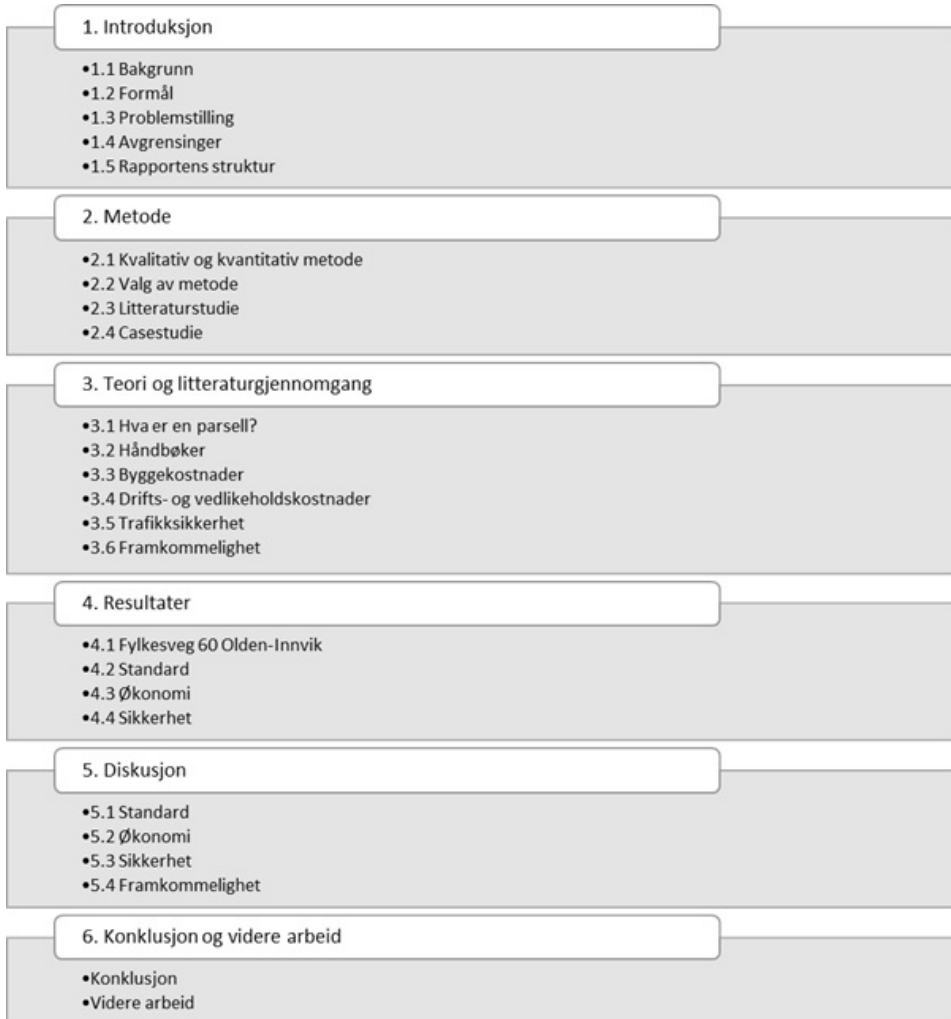 1. Introduksjon
•1.1 Bakgrunn
•1.2 Formål
•1.3 Problemstilling
•1.4 Avgrensinger
•1.5 Rapportens struktur
2. Metode
•2.1 Kvalitativ og kvantitativ metode
•2.2 Valg av metode
•2.3 Litteraturstudie
•2.4 Casestudie
3. Teori og litteraturgjennomgang
•3.1 Hva er en parsell?
•3.2 Håndbøker
•3.3 Byggekostnader
•3.4 Drifts- og vedlikeholdskostnader
•3.5 Trafikksikkerhet
•3.6 Framkommelighet
4. Resultater
•4.1 Fylkesveg 60 Olden-Innvik
•4.2 Standard
•4.3 Økonomi
•4.4 Sikkerhet
5. Diskusjon
•5.1 Standard
•5.2 Økonomi
•5.3 Sikkerhet
•5.4 Framkommelighet
6. Konklusjon og videre arbeid
•Konklusjon
•Videre arbeid